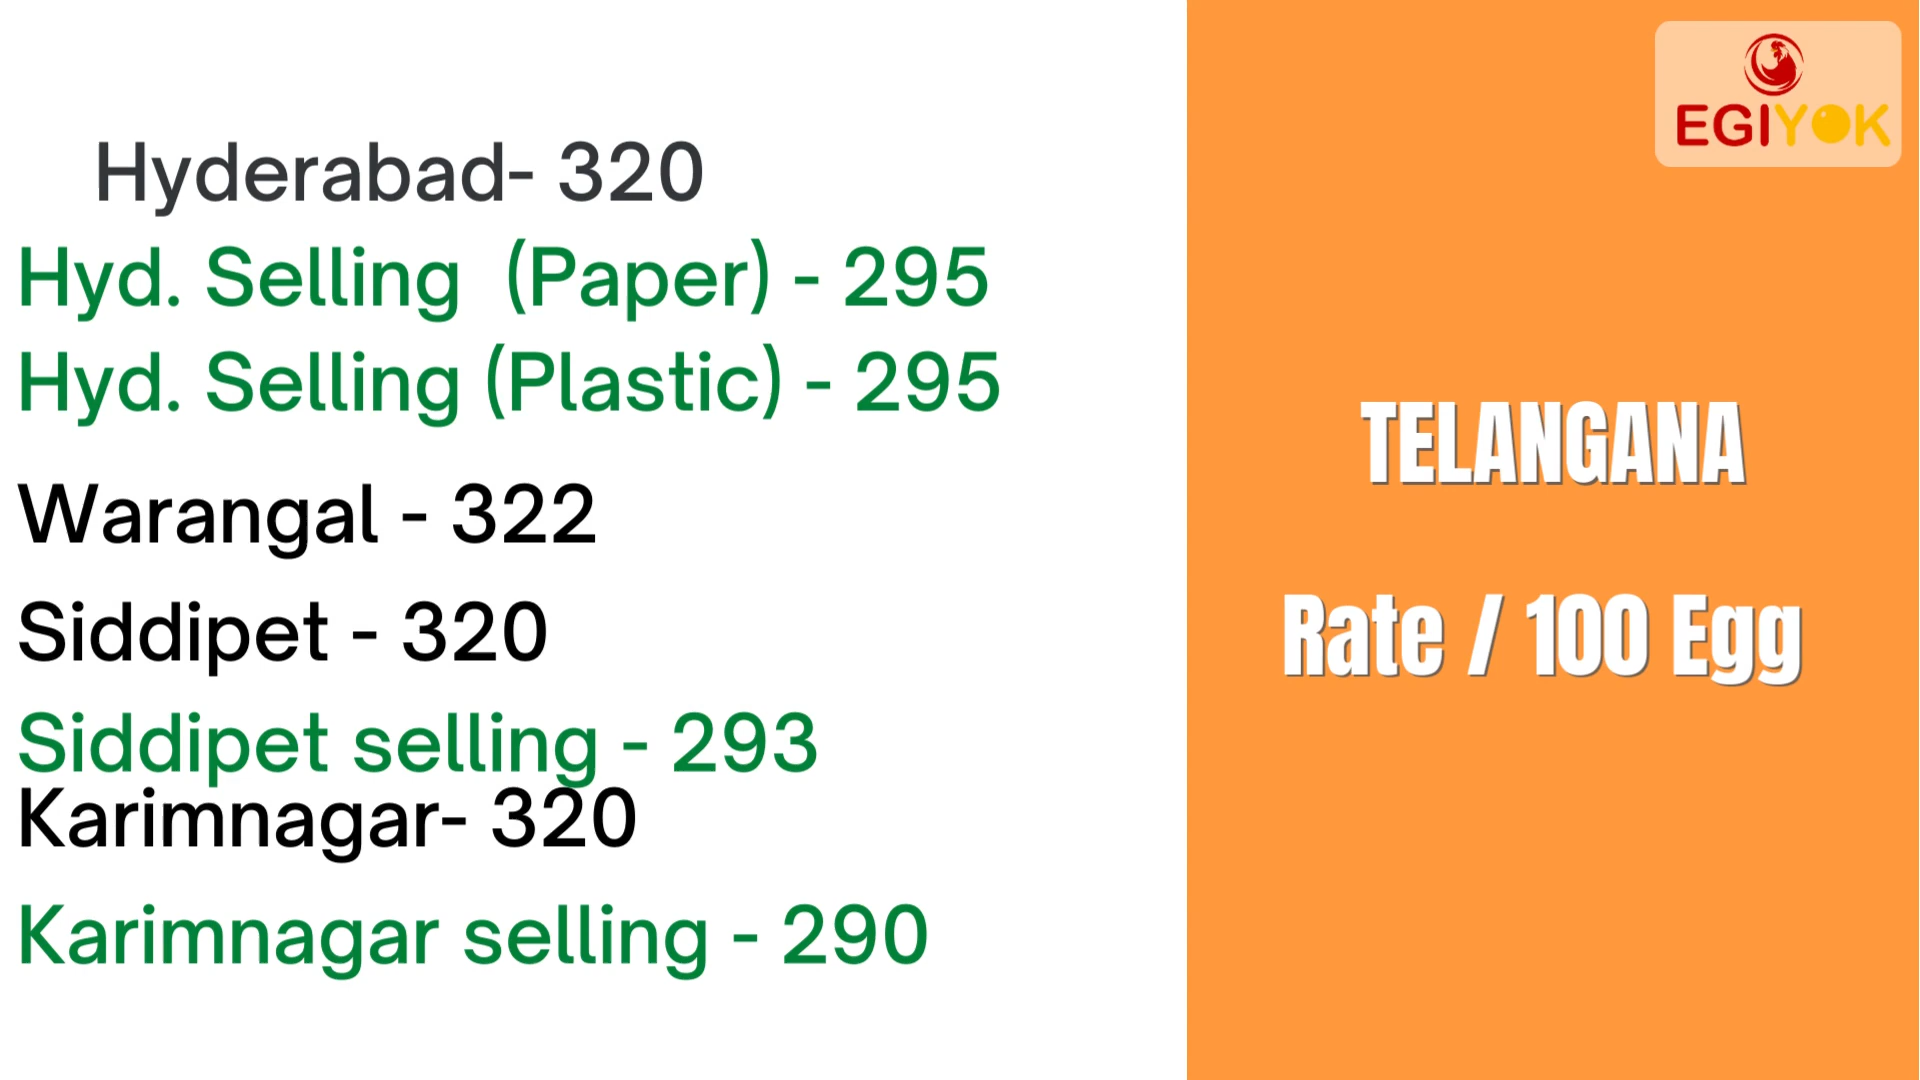 Hyderabad- 320
Hyd. Selling (Paper) - 295
Hyd. Selling (Plastic) - 295
Warangal - 322
Siddipet - 320
Siddipet selling - 293
Karimnagar- 320
Karimnagar selling - 290
EGIYOK
TELANGANA
Rate / 100 Egg